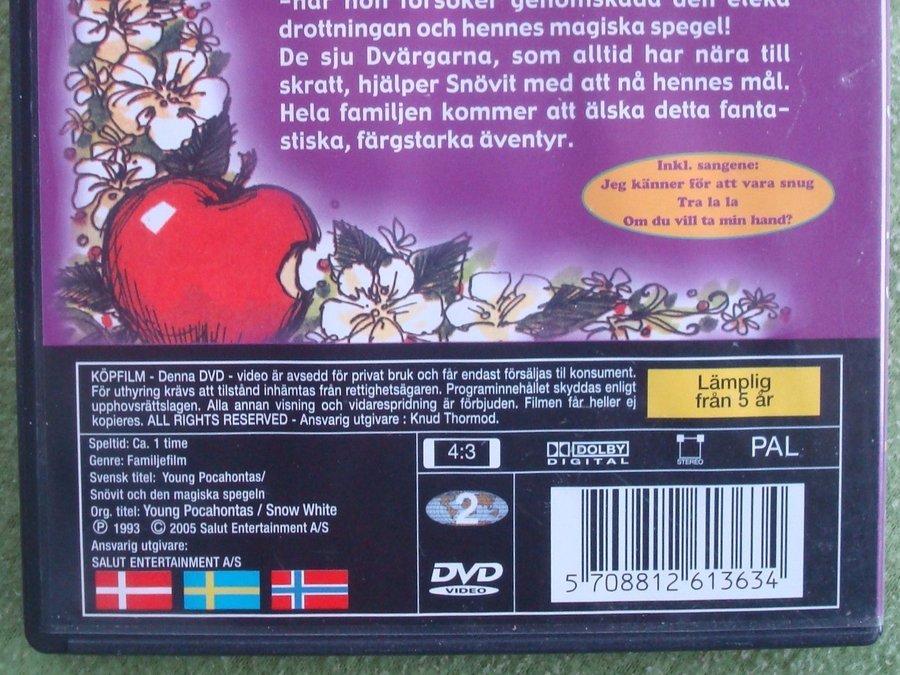 -när hon försöker genomskåda den elaka
drottningan och hennes magiska spegel!
De sju Dvärgarna, som alltid har nära till
skratt, hjälper Snövit med att nå hennes mål.
Hela familjen kommer att älska detta fanta-
stiska, färgstarka äventyr.
Inkl. sangene:
Jeg känner för att vara snug
Tra la la
Om du vill ta min hand?
KÖPFILM - Denna DVD - video är avsedd för privat bruk och får endast försäljas til konsument.
För uthyring krävs att tilstånd inhämtas från rettighetsägaren. Programinnehållet skyddas enligt
upphovsrättslagen. Alla annan visning och vidarespridning är förbjuden. Filmen får heller ej
kopieres. ALL RIGHTS RESERVED - Ansvarig utgivare : Knud Thormod.
Lämplig
från 5 år
Speltid: Ca. 1 time
Genre: Familjefilm
Svensk titel: Young Pocahontas/
Snövit och den magiska spegeln
Org. titel: Young Pocahontas / Snow White
℗ 1993 © 2005 Salut Entertainment A/S
Ansvarig utgivare:
SALUT ENTERTAINMENT A/S
4:3
DOLBY
DIGITAL
STEREO
PAL
2
DVD
VIDEO
5 708812 613634